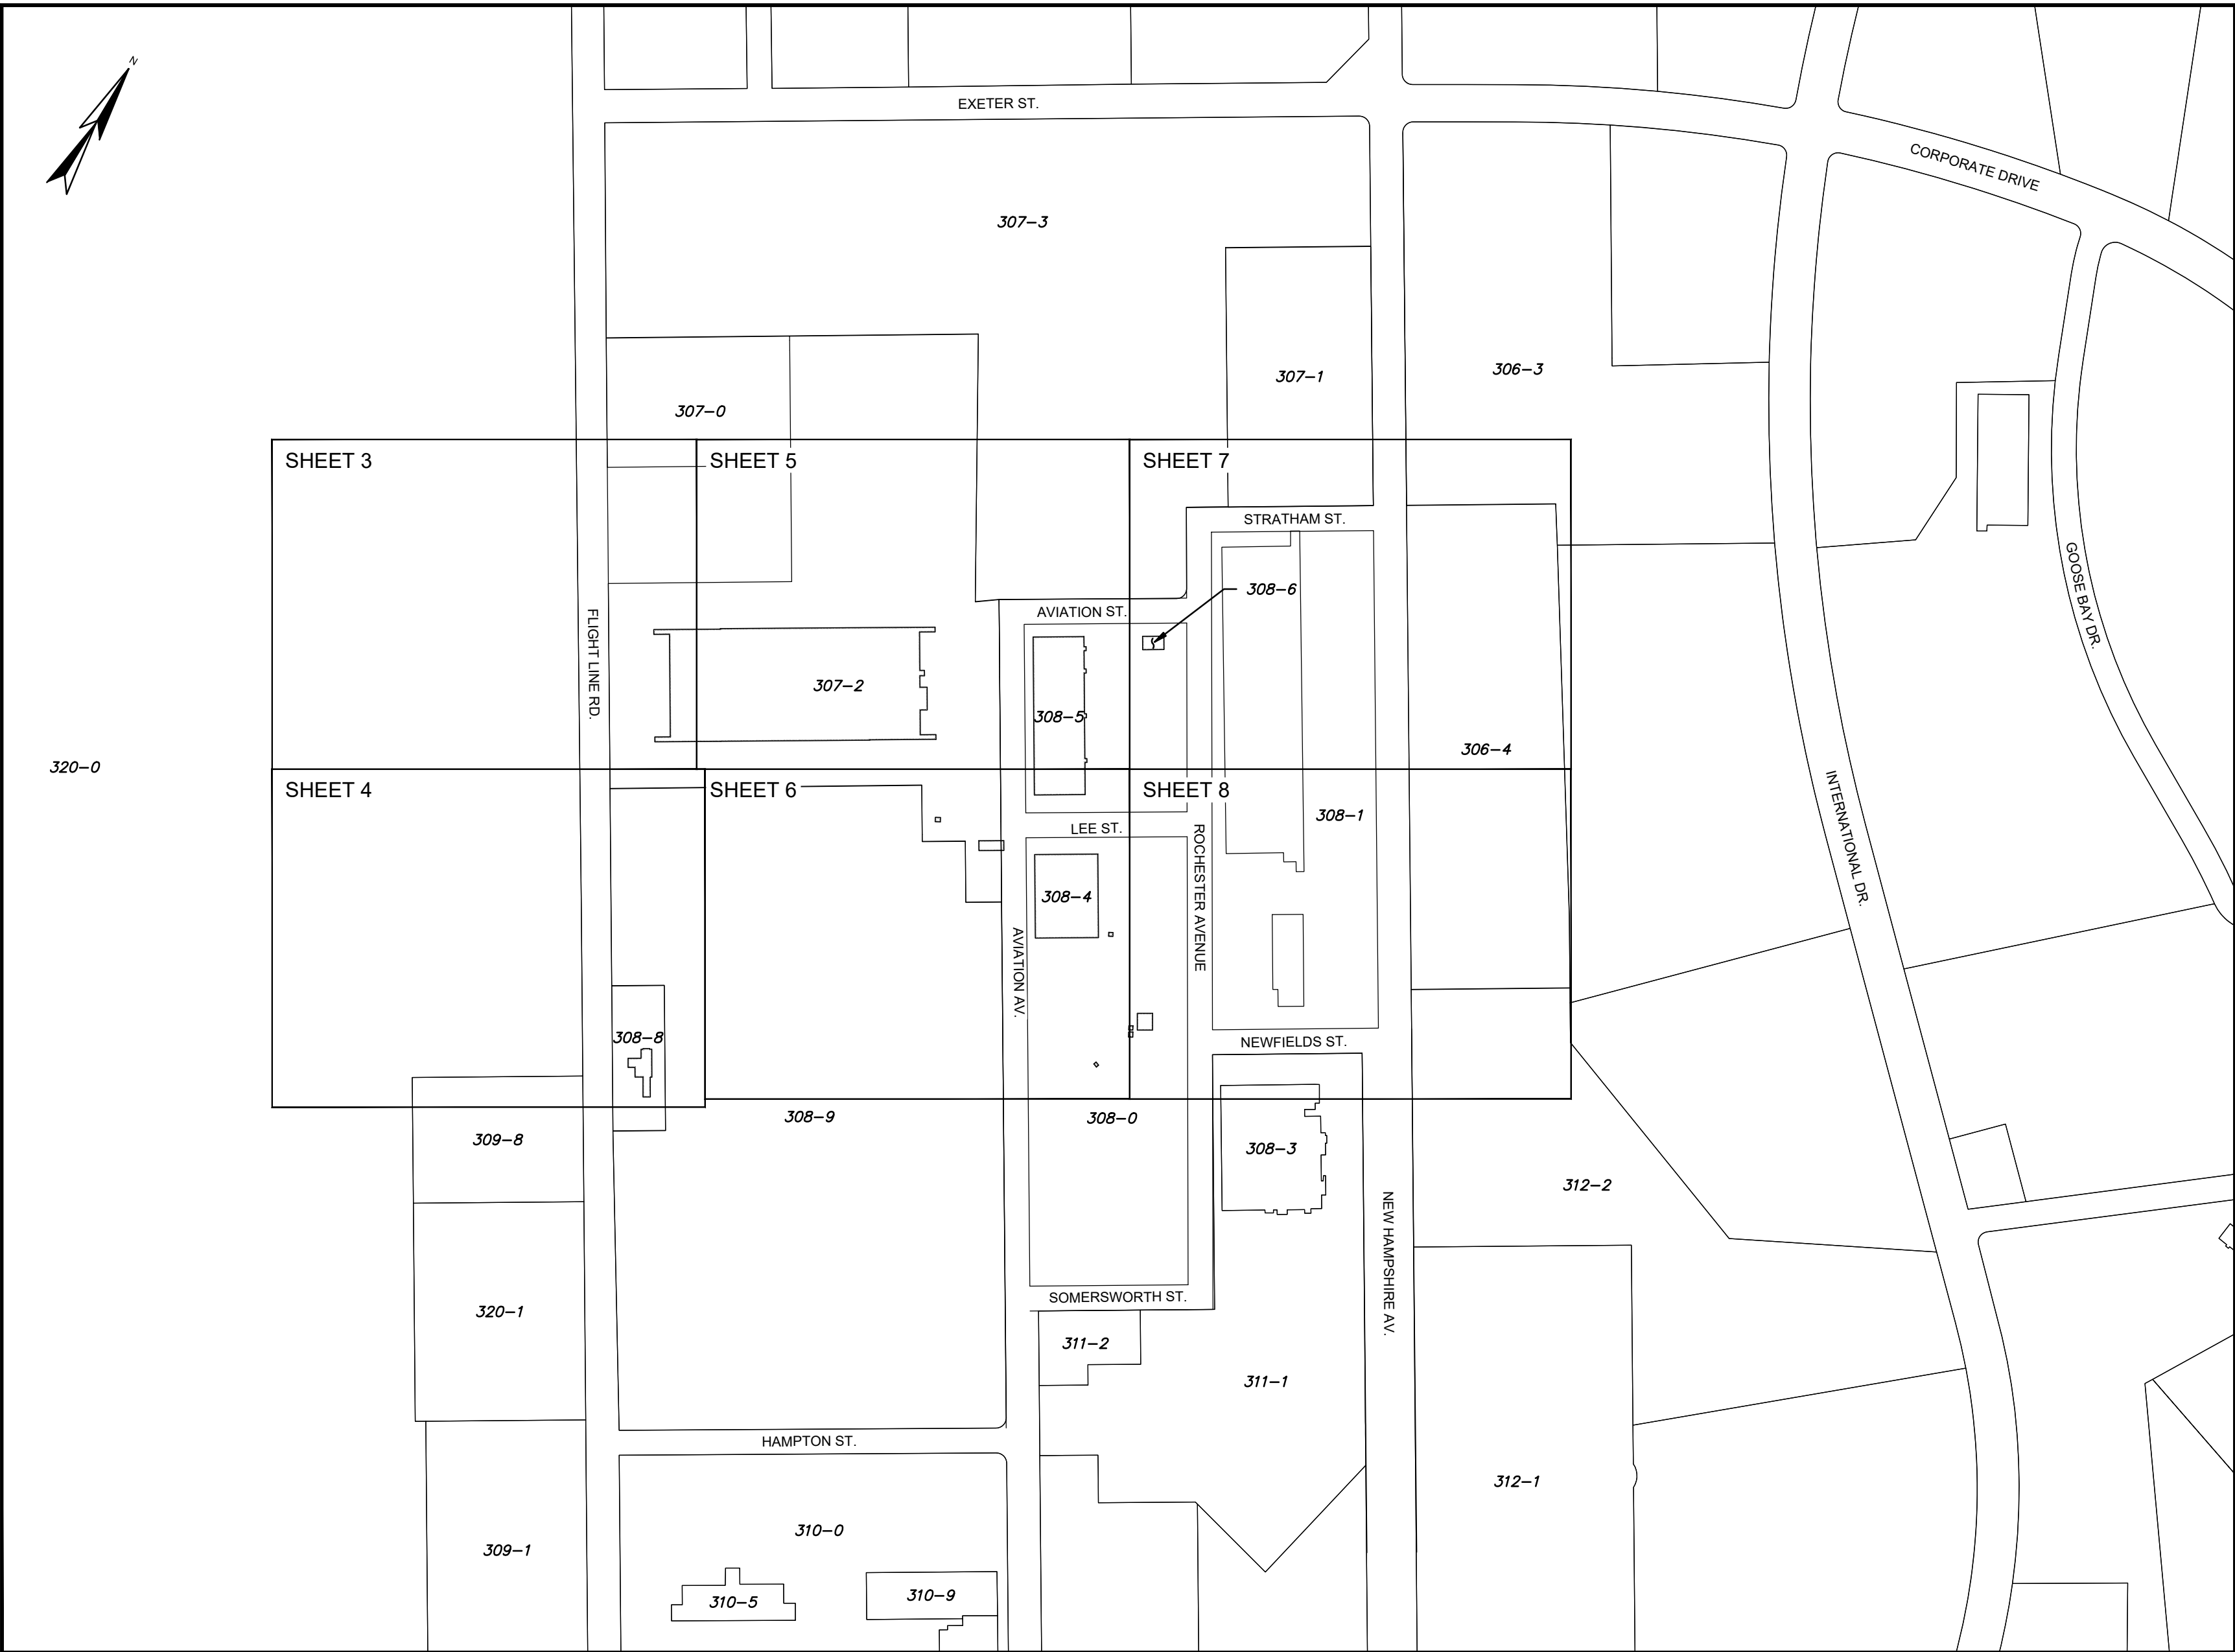 N
EXETER ST.
CORPORATE DRIVE
307-3
306-3
307-1
307-0
SHEET 3
SHEET 5
SHEET 7
STRATHAM ST.
GOOSE BAY DR.
308-6
AVIATION ST.
FLIGHT LINE RD.
307-2
308-5
306-4
320-0
SHEET 4
SHEET 6
SHEET 8
308-1
LEE ST.
INTERNATIONAL DR.
ROCHESTER AVENUE
308-4
AVIATION AV.
308-8
NEWFIELDS ST.
308-9
308-0
309-8
308-3
312-2
NEW HAMPSHIRE AV.
SOMERSWORTH ST.
320-1
311-2
311-1
HAMPTON ST.
312-1
310-0
309-1
310-5
310-9